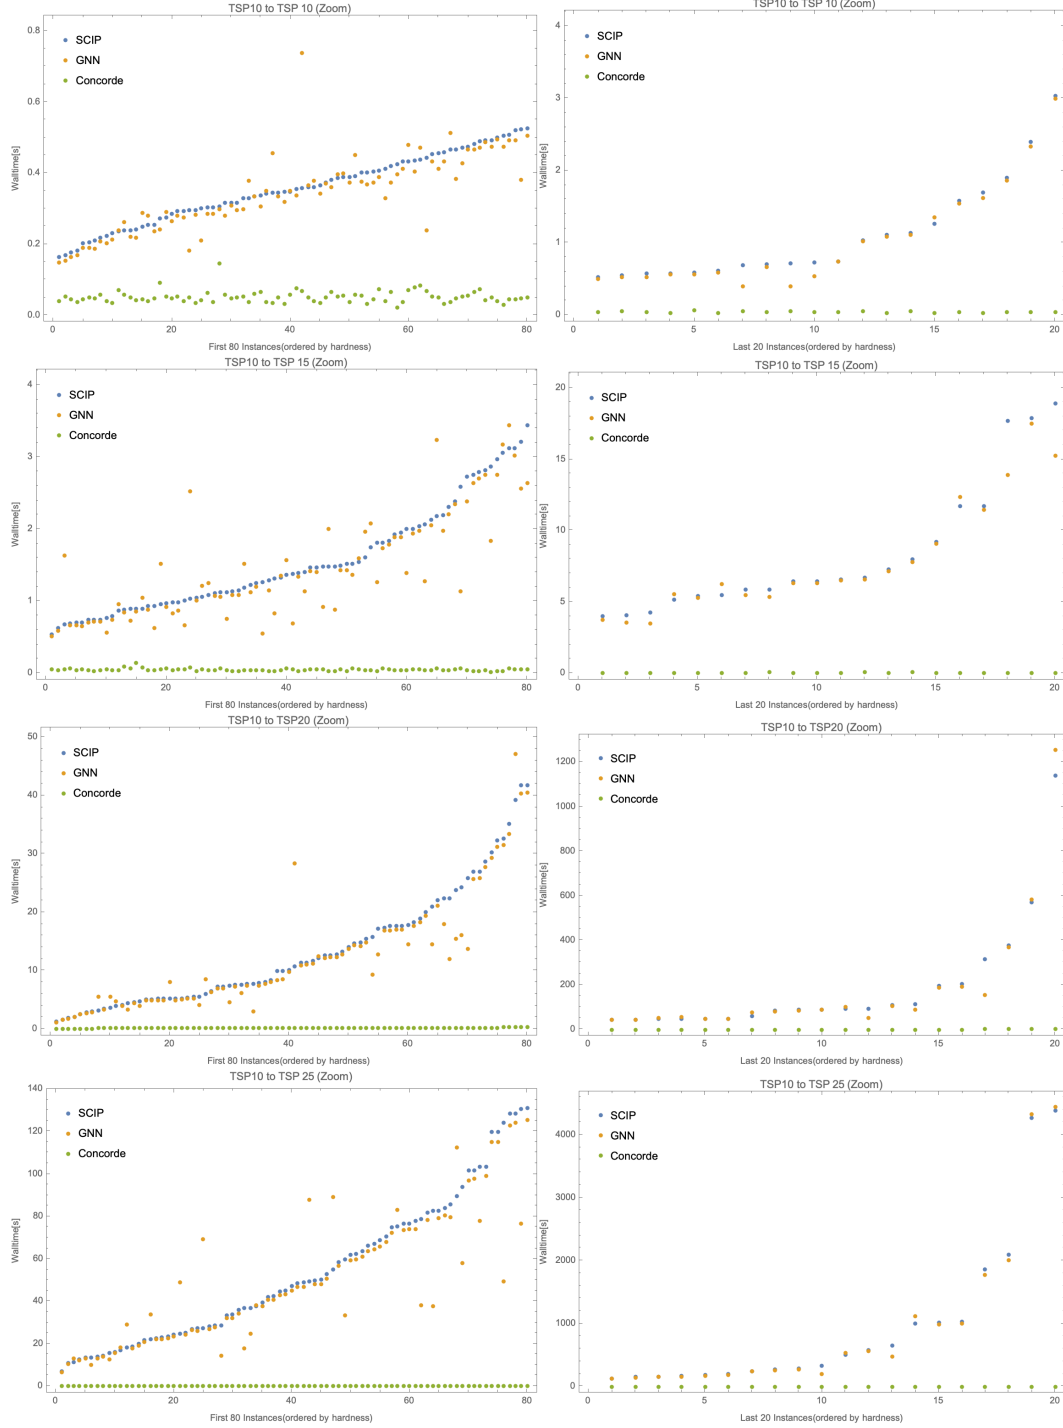 TSP10 to TSP 10 (Zoom)
SCIP
GNN
Concorde
Walltime[s]
0.8
0.6
0.4
0.2
0.0
0 20 40 60 80
First 80 Instances(ordered by hardness)
TSP10 to TSP 10 (Zoom)
SCIP
GNN
Concorde
Walltime[s]
4
3
2
1
0
0 5 10 15 20
Last 20 Instances(ordered by hardness)
TSP10 to TSP 15 (Zoom)
SCIP
GNN
Concorde
Walltime[s]
4
3
2
1
0
0 20 40 60 80
First 80 Instances(ordered by hardness)
TSP10 to TSP 15 (Zoom)
SCIP
GNN
Concorde
Walltime[s]
20
15
10
5
0
5 10 15 20
Last 20 Instances(ordered by hardness)
TSP10 to TSP20 (Zoom)
SCIP
GNN
Concorde
Walltime[s]
50
40
30
20
10
0
0 20 40 60 80
First 80 Instances(ordered by hardness)
TSP10 to TSP20 (Zoom)
SCIP
GNN
Concorde
Walltime[s]
1200
1000
800
600
400
200
0
5 10 15 20
Last 20 Instances(ordered by hardness)
TSP10 to TSP 25 (Zoom)
SCIP
GNN
Concorde
Walltime[s]
140
120
100
80
60
40
20
0
0 20 40 60 80
First 80 Instances(ordered by hardness)
TSP10 to TSP 25 (Zoom)
SCIP
GNN
Concorde
Walltime[s]
4000
3000
2000
1000
0
5 10 15 20
Last 20 Instances(ordered by hardness)